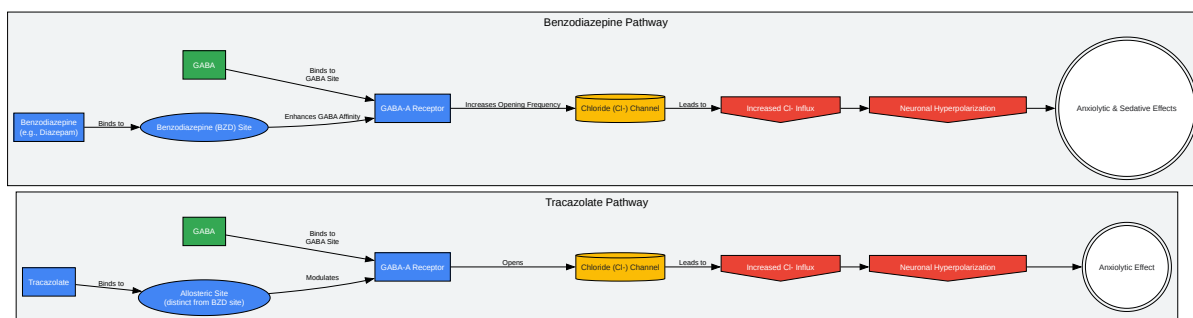 Benzodiazepine Pathway
GABA
Binds to
GABA Site
Benzodiazepine
(e.g., Diazepam)
Binds to
Benzodiazepine (BZD) Site
Enhances GABA Affinity
GABA-A Receptor
Increases Opening Frequency
Chloride (Cl-) Channel
Leads to
Increased Cl- Influx
Neuronal Hyperpolarization
Anxiolytic & Sedative Effects
Tracazolate Pathway
GABA
Binds to
GABA Site
Tracazolate
Binds to
Allosteric Site
(distinct from BZD site)
Modulates
GABA-A Receptor
Opens
Chloride (Cl-) Channel
Leads to
Increased Cl- Influx
Neuronal Hyperpolarization
Anxiolytic Effect